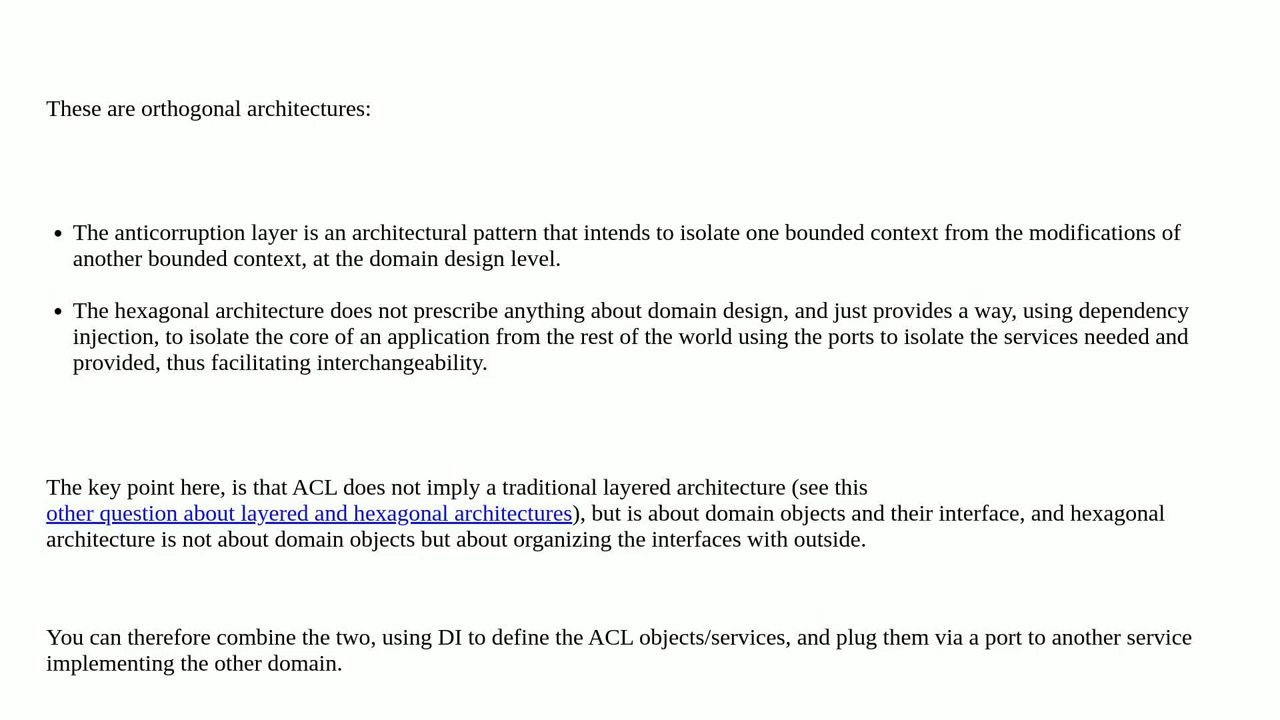 These are orthogonal architectures:
• The anticorruption layer is an architectural pattern that intends to isolate one bounded context from the modifications of
another bounded context, at the domain design level.
• The hexagonal architecture does not prescribe anything about domain design, and just provides a way, using dependency
injection, to isolate the core of an application from the rest of the world using the ports to isolate the services needed and
provided, thus facilitating interchangeability.
The key point here, is that ACL does not imply a traditional layered architecture (see this
other question about layered and hexagonal architectures), but is about domain objects and their interface, and hexagonal
architecture is not about domain objects but about organizing the interfaces with outside.
You can therefore combine the two, using DI to define the ACL objects/services, and plug them via a port to another service
implementing the other domain.